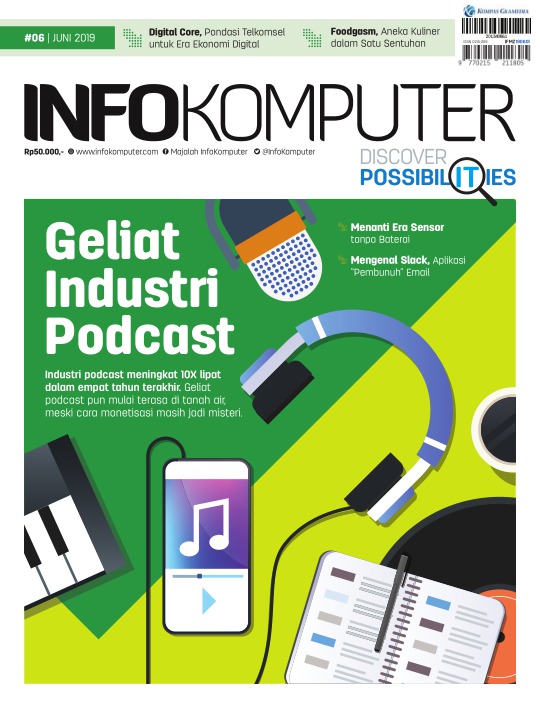 #06 | JUNI 2019
Digital Core, Pondasi Telkomsel
untuk Era Ekonomi Digital
Foodgasm, Aneka Kuliner
dalam Satu Sentuhan
KOMPAS GRAMEDIA
9 770215 211805
INFOKOMPUTER
Rp50.000,- www.infokomputer.com Majalah InfoKomputer @InfoKomputer
DISCOVER
POSSIBILITIES
Geliat
Industri
Podcast
Industri podcast meningkat 10X lipat
dalam empat tahun terakhir. Geliat
podcast pun mulai terasa di tanah air,
meski cara monetisasi masih jadi misteri.
Menanti Era Sensor
tanpa Baterai
Mengenal Slack, Aplikasi
"Pembunuh" Email